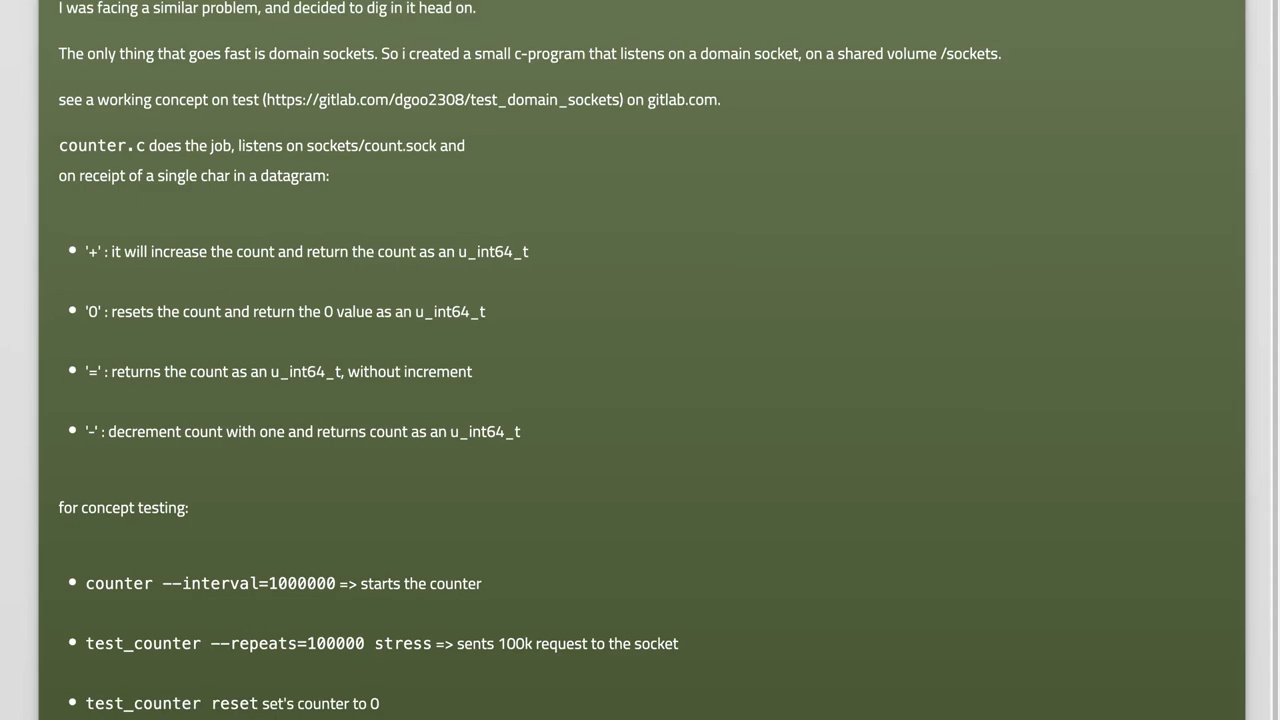 I was facing a similar problem, and decided to dig in it head on.
The only thing that goes fast is domain sockets. So i created a small c-program that listens on a domain socket, on a shared volume /sockets.
see a working concept on test (https://gitlab.com/dgoo2308/test_domain_sockets) on gitlab.com.
counter.c does the job, listens on sockets/count.sock and
on receipt of a single char in a datagram:
• '+' : it will increase the count and return the count as an u_int64_t
• '0' : resets the count and return the 0 value as an u_int64_t
• '=' : returns the count as an u_int64_t, without increment
• '-' : decrement count with one and returns count as an u_int64_t
for concept testing:
• counter --interval=1000000 => starts the counter
• test_counter --repeats=100000 stress => sents 100k request to the socket
• test_counter reset set's counter to 0